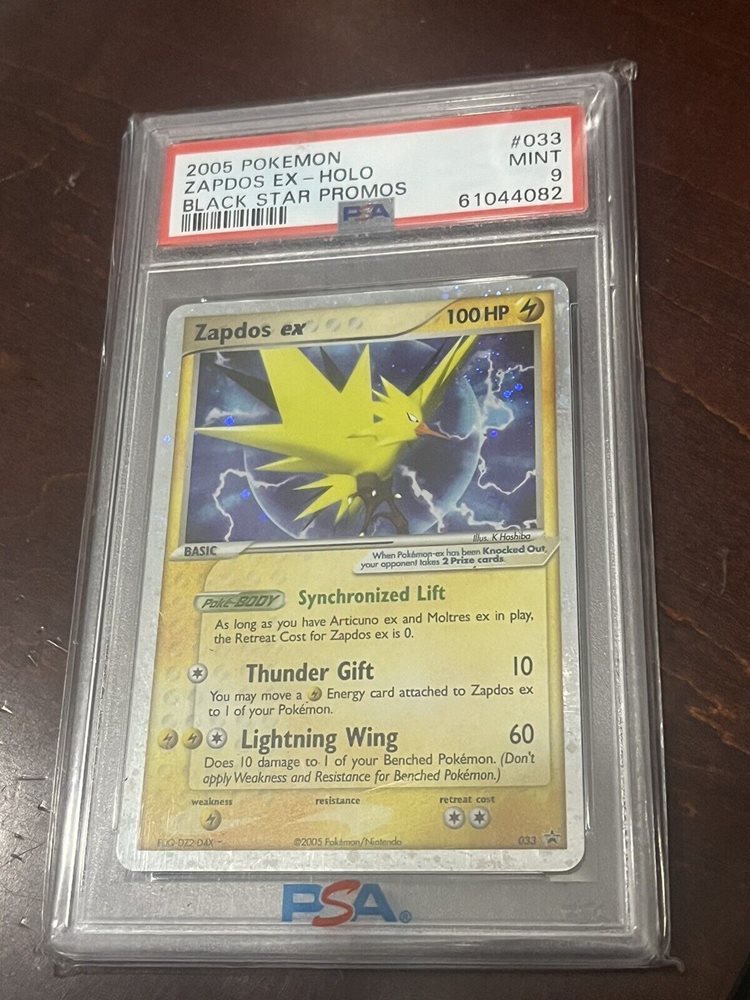 2005 POKEMON #033
ZAPDOS EX - HOLO MINT
BLACK STAR PROMOS 9
PSA 61044082
Zapdos ex 100 HP
Illus. K Hoshiba
BASIC
When Pokémon-ex has been Knocked Out,
your opponent takes 2 Prize cards.
Poké-BODY Synchronized Lift
As long as you have Articuno ex and Moltres ex in play,
the Retreat Cost for Zapdos ex is 0.
Thunder Gift 10
You may move a Energy card attached to Zapdos ex
to 1 of your Pokémon.
Lightning Wing 60
Does 10 damage to 1 of your Benched Pokémon. (Don't
apply Weakness and Resistance for Benched Pokémon.)
weakness resistance retreat cost
©2005 Pokémon/Nintendo 033
PSA®